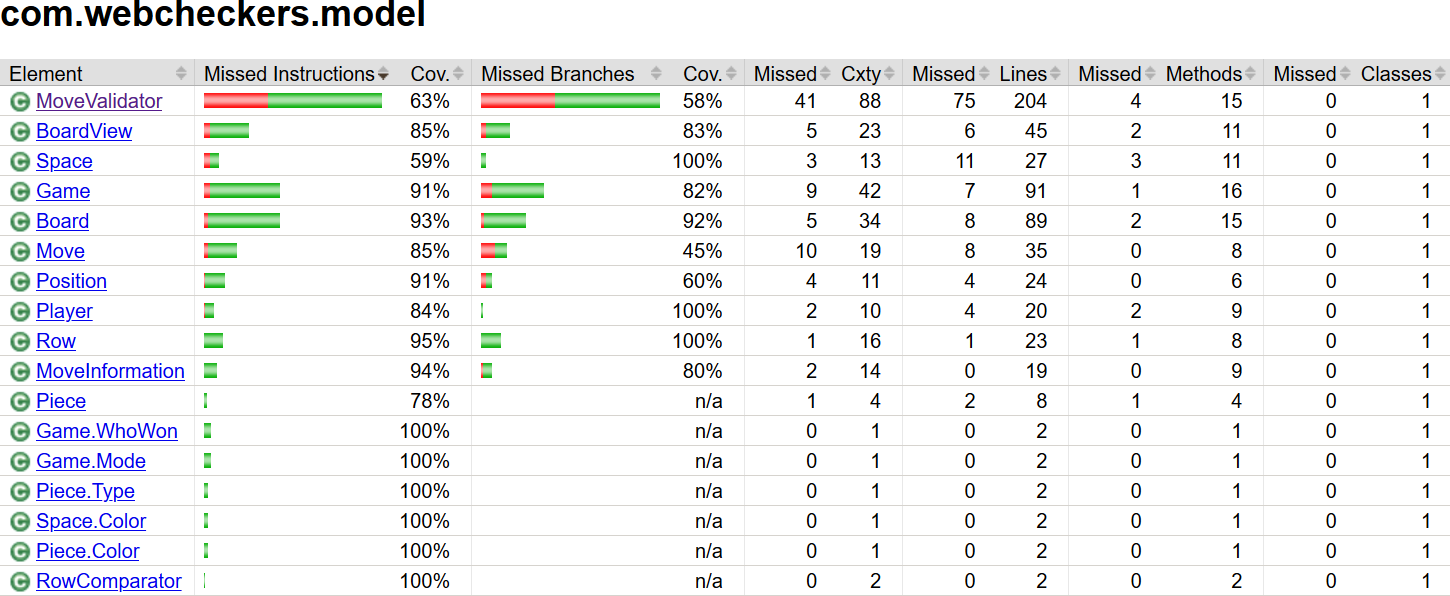 com.webcheckers.model
Element Missed Instructions Cov. Missed Branches Cov. Missed Cxty Missed Lines Missed Methods Missed Classes
C MoveValidator 63% 58% 41 88 75 204 4 15 0 1
C BoardView 85% 83% 5 23 6 45 2 11 0 1
C Space 59% 100% 3 13 11 27 3 11 0 1
C Game 91% 82% 9 42 7 91 1 16 0 1
C Board 93% 92% 5 34 8 89 2 15 0 1
C Move 85% 45% 10 19 8 35 0 8 0 1
C Position 91% 60% 4 11 4 24 0 6 0 1
C Player 84% 100% 2 10 4 20 2 9 0 1
C Row 95% 100% 1 16 1 23 1 8 0 1
C MoveInformation 94% 80% 2 14 0 19 0 9 0 1
C Piece 78% n/a 1 4 2 8 1 4 0 1
C Game.WhoWon 100% n/a 0 1 0 2 0 1 0 1
C Game.Mode 100% n/a 0 1 0 2 0 1 0 1
C Piece.Type 100% n/a 0 1 0 2 0 1 0 1
C Space.Color 100% n/a 0 1 0 2 0 1 0 1
C Piece.Color 100% n/a 0 1 0 2 0 1 0 1
C RowComparator 100% n/a 0 2 0 2 0 2 0 1